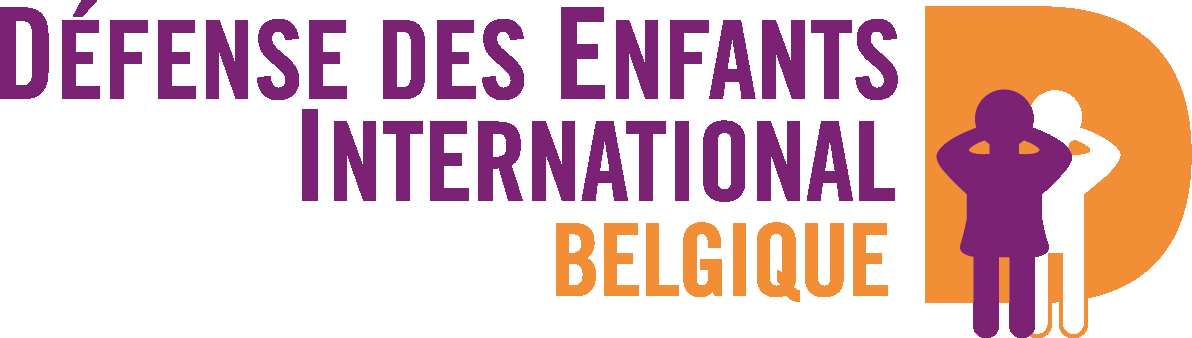 DÉFENSE DES ENFANTS
INTERNATIONAL
BELGIQUE